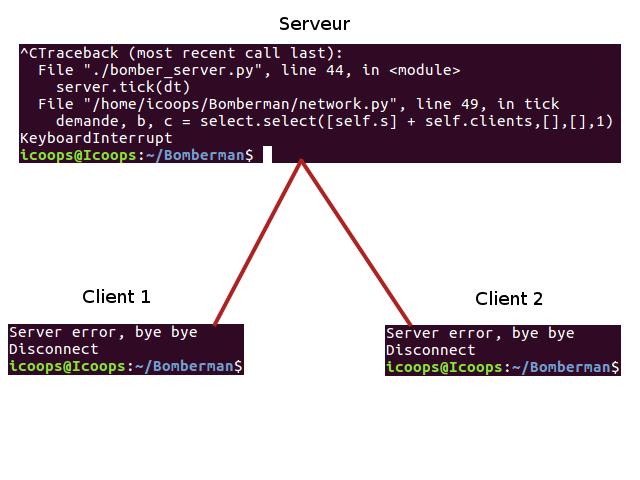 Serveur
^CTraceback (most recent call last):
  File "./bomber_server.py", line 44, in <module>
    server.tick(dt)
  File "/home/icoops/Bomberman/network.py", line 49, in tick
    demande, b, c = select.select([self.s] + self.clients,[],[],1)
KeyboardInterrupt
icoops@Icoops:~/Bomberman$
Client 1
Server error, bye bye
Disconnect
icoops@Icoops:~/Bomberman$
Client 2
Server error, bye bye
Disconnect
icoops@Icoops:~/Bomberman$